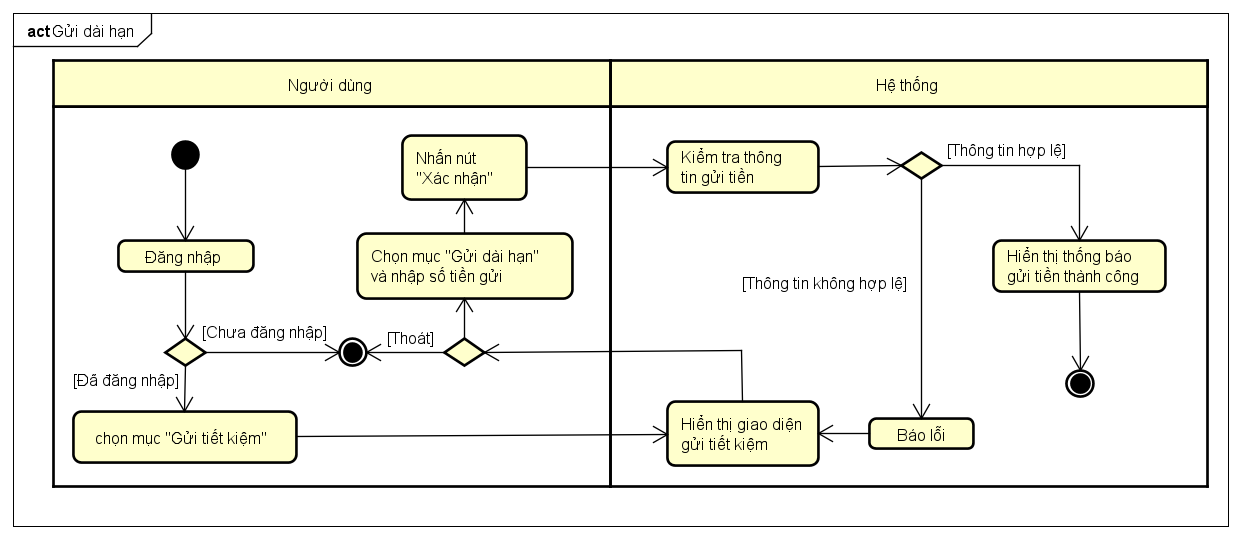 act Gửi dài hạn
Người dùng
Hệ thống
Nhấn nút
"Xác nhận"
Kiểm tra thông
tin gửi tiền
[Thông tin hợp lệ]
Đăng nhập
Chọn mục "Gửi dài hạn"
và nhập số tiền gửi
Hiển thị thống báo
gửi tiền thành công
[Thông tin không hợp lệ]
[Chưa đăng nhập]
[Thoát]
[Đã đăng nhập]
chọn mục "Gửi tiết kiệm"
Hiển thị giao diện
gửi tiết kiệm
Báo lỗi